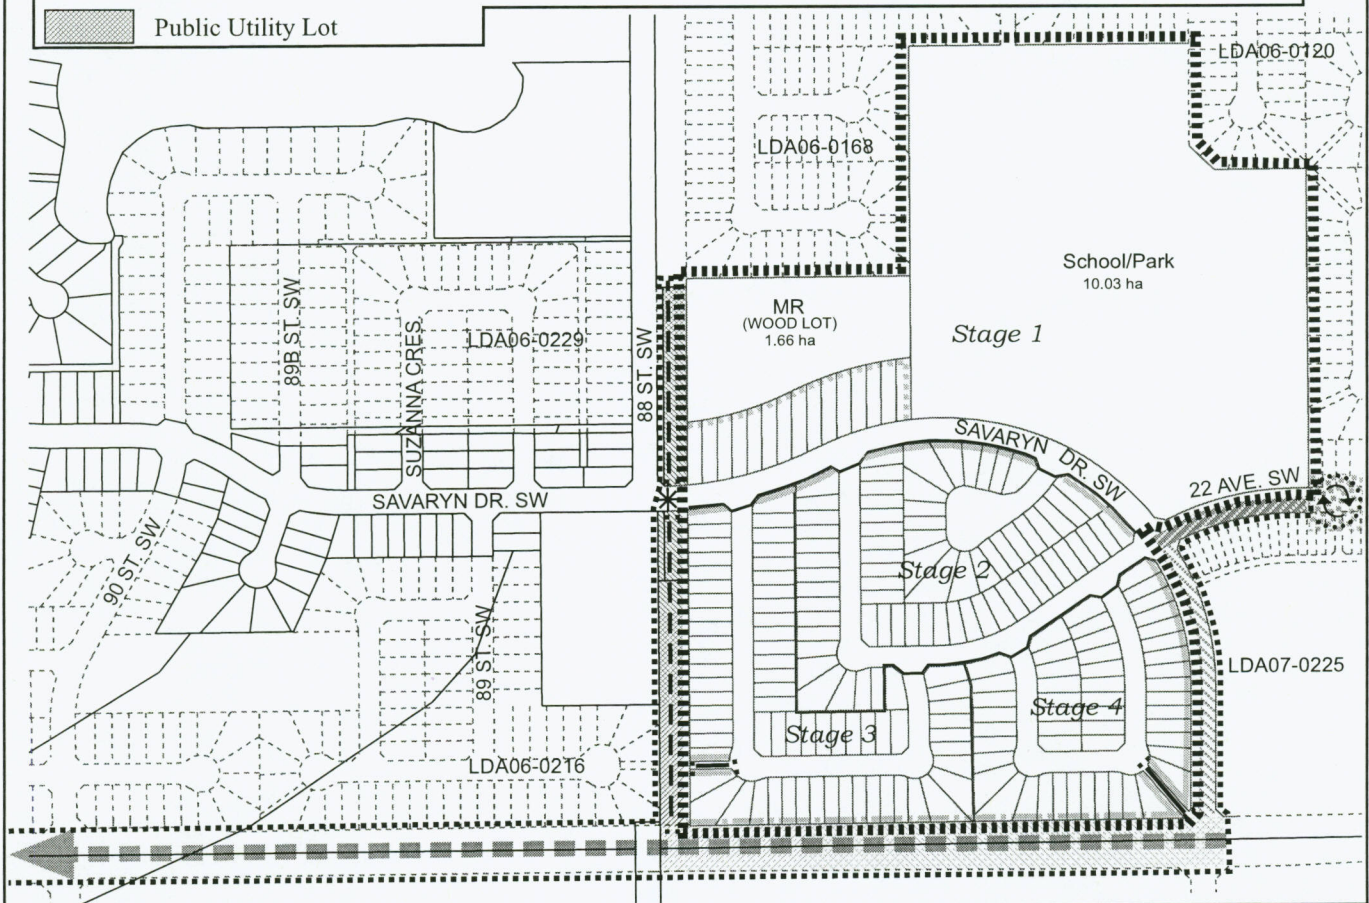 Public Utility Lot
LDA06-0120
LDA06-0168
School/Park
10.03 ha
MR
(WOOD LOT)
1.66 ha
Stage 1
89B ST. SW
SUZANNA CRES.
LDA06-0229
88 ST. SW
SAVARYN DR. SW
SAVARYN DR. SW
22 AVE. SW
90 ST. SW
89 ST. SW
Stage 2
LDA07-0225
Stage 3
Stage 4
LDA06-0216